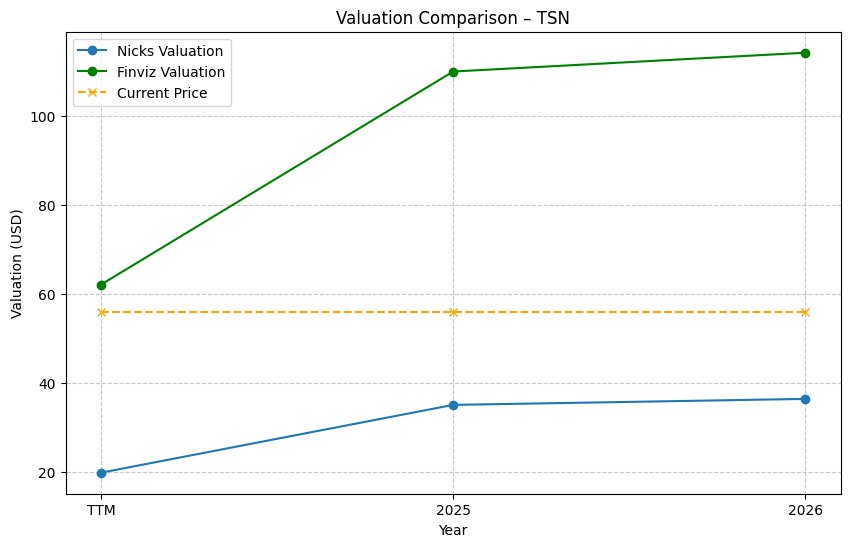 Valuation Comparison – TSN
Nicks Valuation
Finviz Valuation
Current Price
Valuation (USD)
100
80
60
40
20
TTM
2025
2026
Year